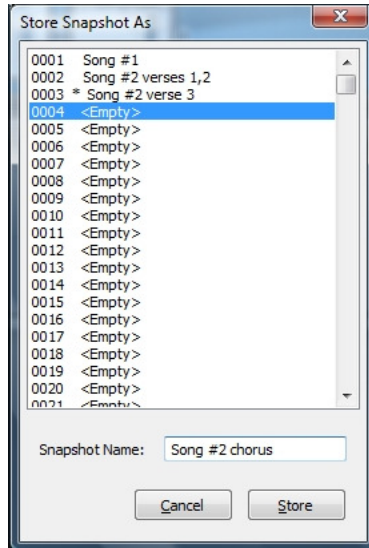 Store Snapshot As
0001 Song #1
0002 Song #2 verses 1,2
0003 * Song #2 verse 3
0004 <Empty>
0005 <Empty>
0006 <Empty>
0007 <Empty>
0008 <Empty>
0009 <Empty>
0010 <Empty>
0011 <Empty>
0012 <Empty>
0013 <Empty>
0014 <Empty>
0015 <Empty>
0016 <Empty>
0017 <Empty>
0018 <Empty>
0019 <Empty>
0020 <Empty>
0021 <Empty>
Snapshot Name: Song #2 chorus
Cancel Store